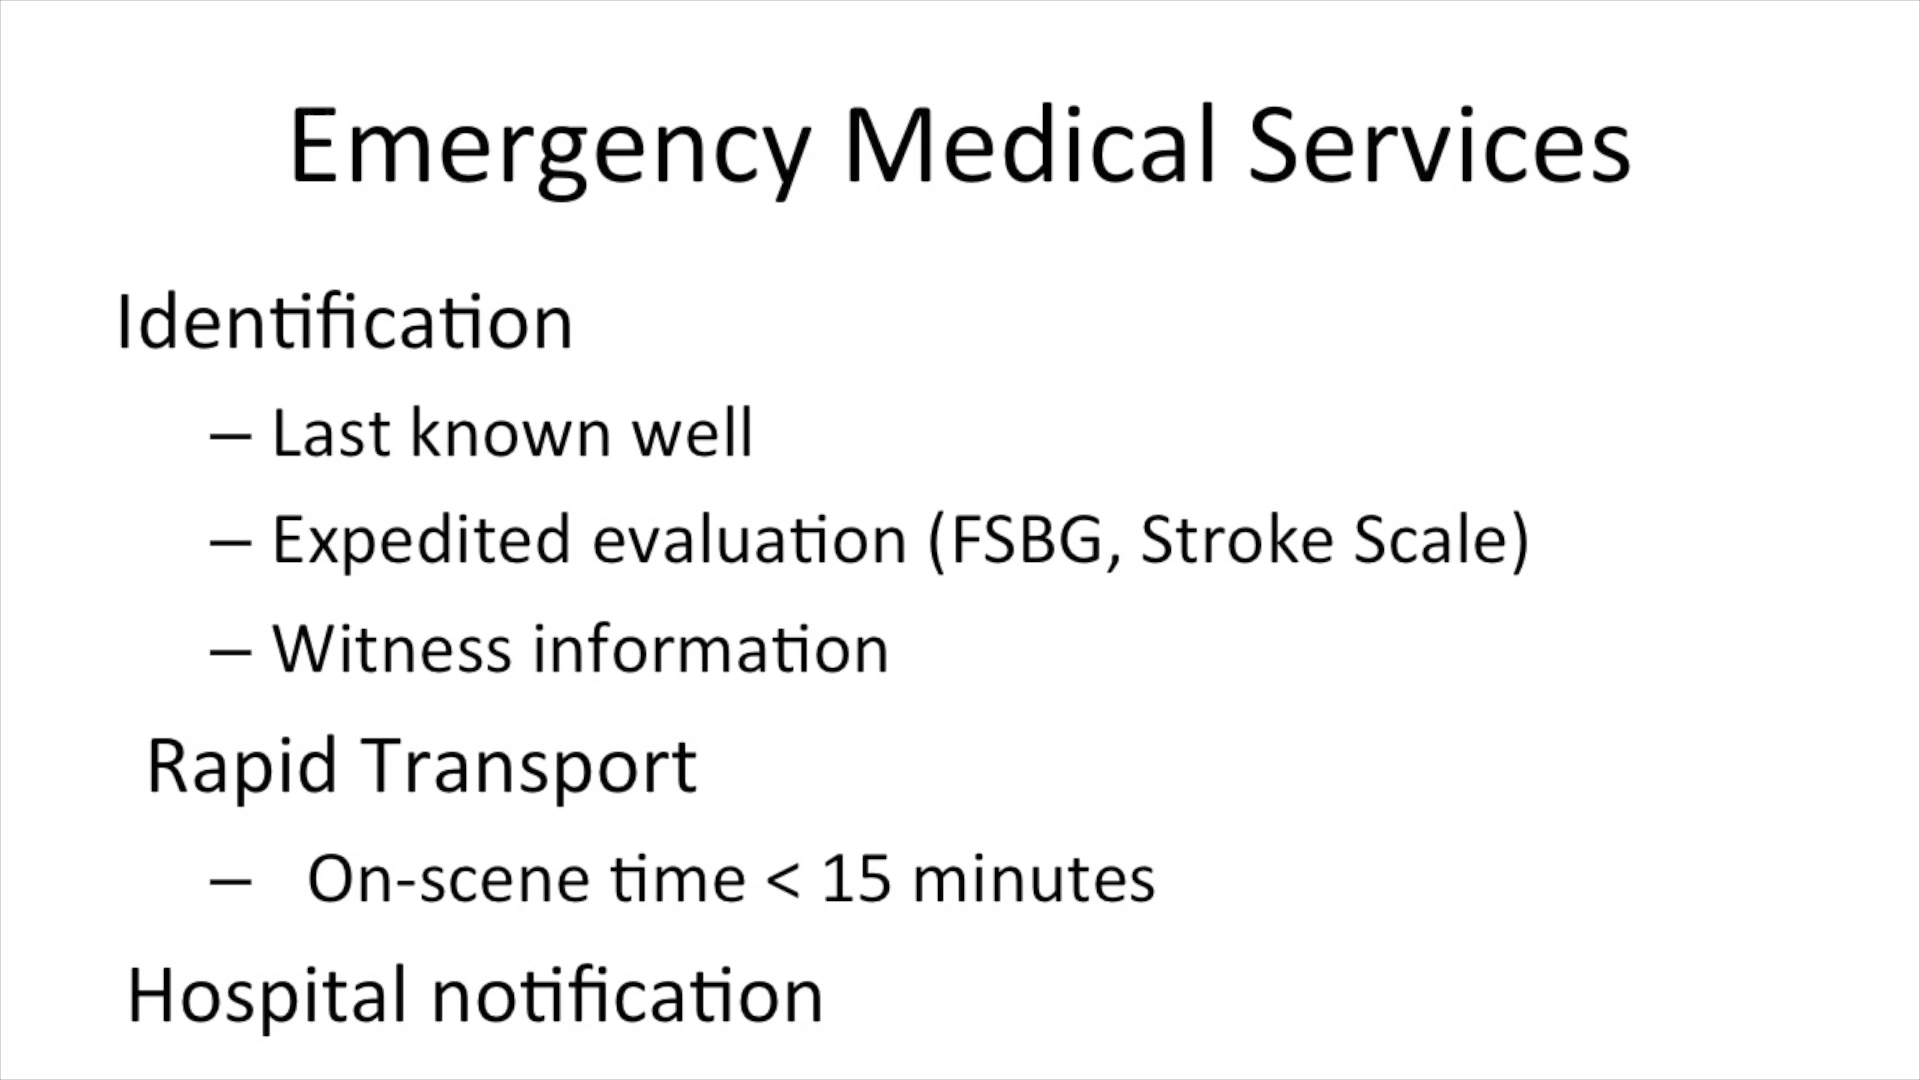 Emergency Medical Services
Identification
– Last known well
– Expedited evaluation (FSBG, Stroke Scale)
– Witness information
Rapid Transport
– On-scene time < 15 minutes
Hospital notification